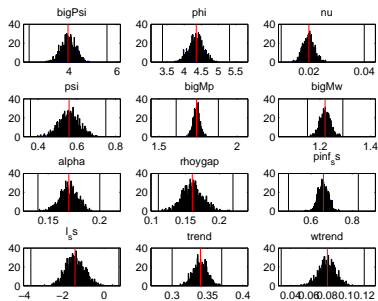 bigPsi phi nu
40 20 0 4 6
40 20 0 3.5 4 4.5 5 5.5
40 20 0 0.02 0.04
psi bigMp bigMw
40 20 0 0.4 0.6 0.8
40 20 0 1.5 2
40 20 0 1.2 1.4
alpha rhoygap pinf_s s
40 20 0 0.15 0.2
40 20 0 0.1 0.15 0.2
40 20 0 0.6 0.8
l_s s trend wtrend
40 20 0 −4 −2 0
40 20 0 0.3 0.35 0.4
40 20 0 0.04 0.06 0.08 0.1 0.12